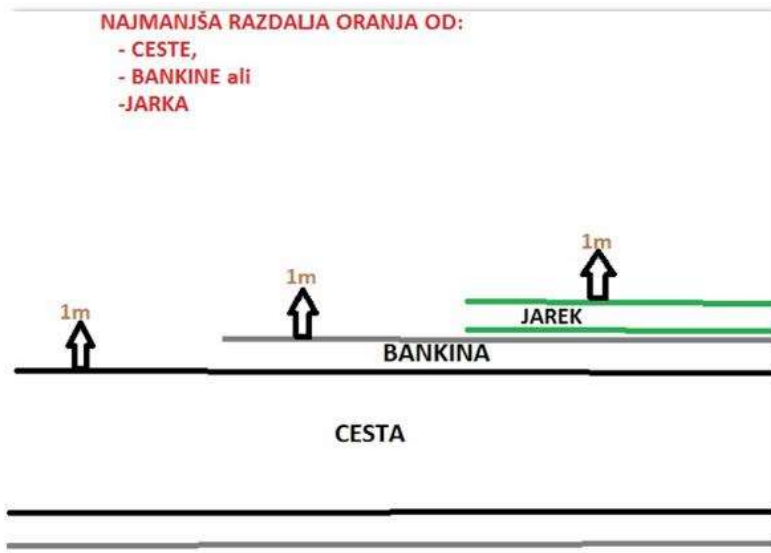 NAJMANJŠA RAZDALJA ORANJA OD:
- CESTE,
- BANKINE ali
-JARKA
1m
1m
1m
JAREK
BANKINA
CESTA